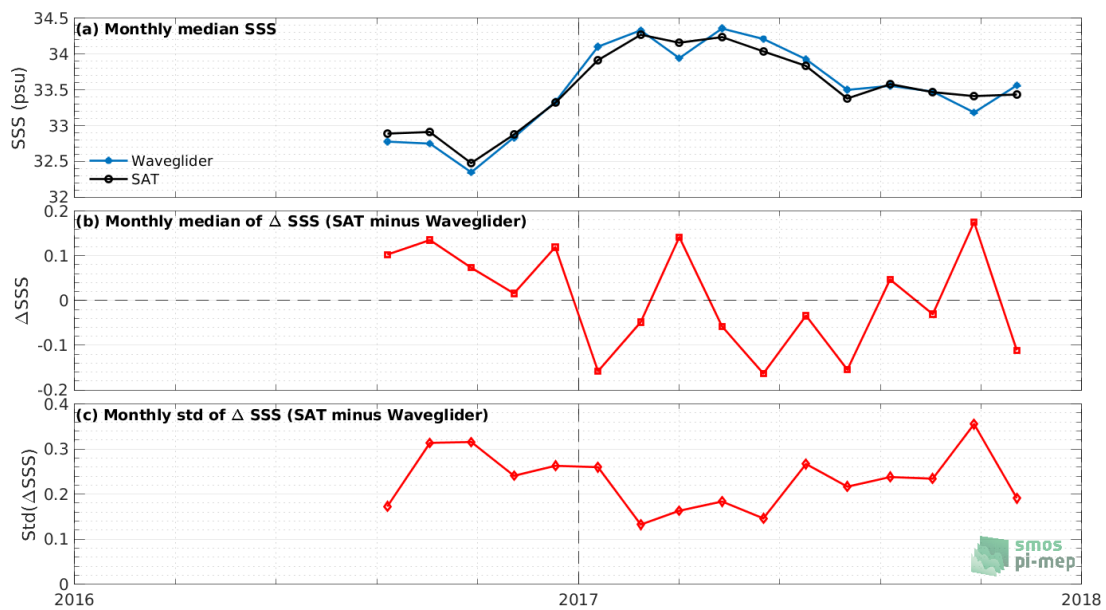 34.5
(a) Monthly median SSS
34
33.5
33
32.5
32
SSS (psu)
Waveglider
SAT
0.2
(b) Monthly median of Δ SSS (SAT minus Waveglider)
0.1
0
-0.1
-0.2
ΔSSS
0.4
(c) Monthly std of Δ SSS (SAT minus Waveglider)
0.3
0.2
0.1
0
Std(ΔSSS)
smos
pi-mep
2016
2017
2018